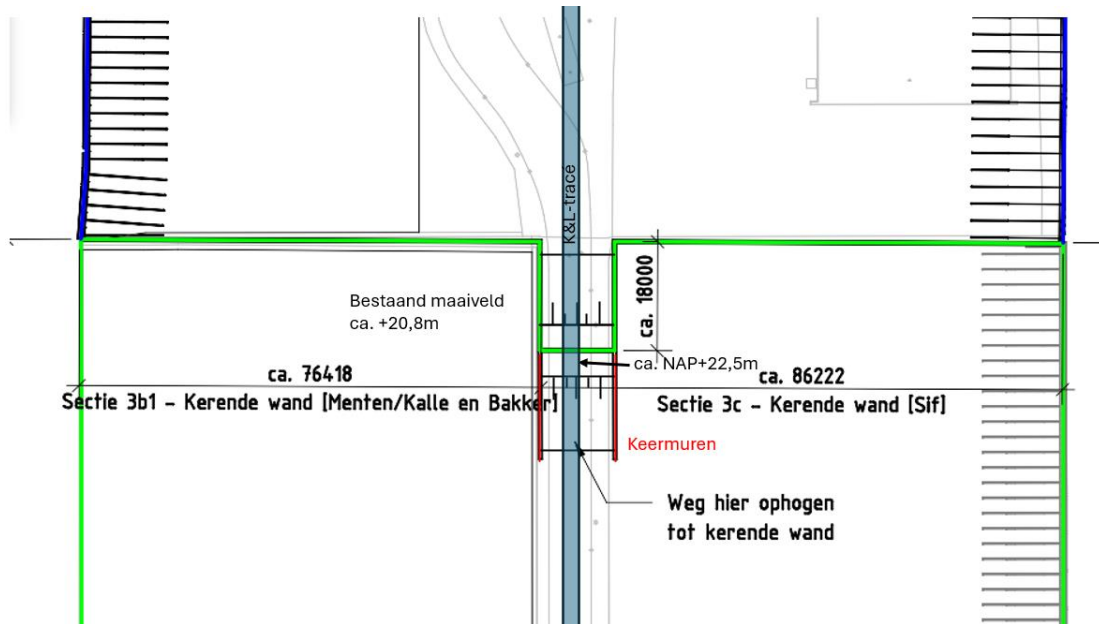 K&L-tracé
Bestaand maaiveld
ca. +20,8m
ca. 18000
ca. NAP+22,5m
ca. 76418
ca. 86222
Sectie 3b1 - Kerende wand [Menten/Kalle en Bakker]
Sectie 3c - Kerende wand [Sif]
Keermuren
Weg hier ophogen
tot kerende wand